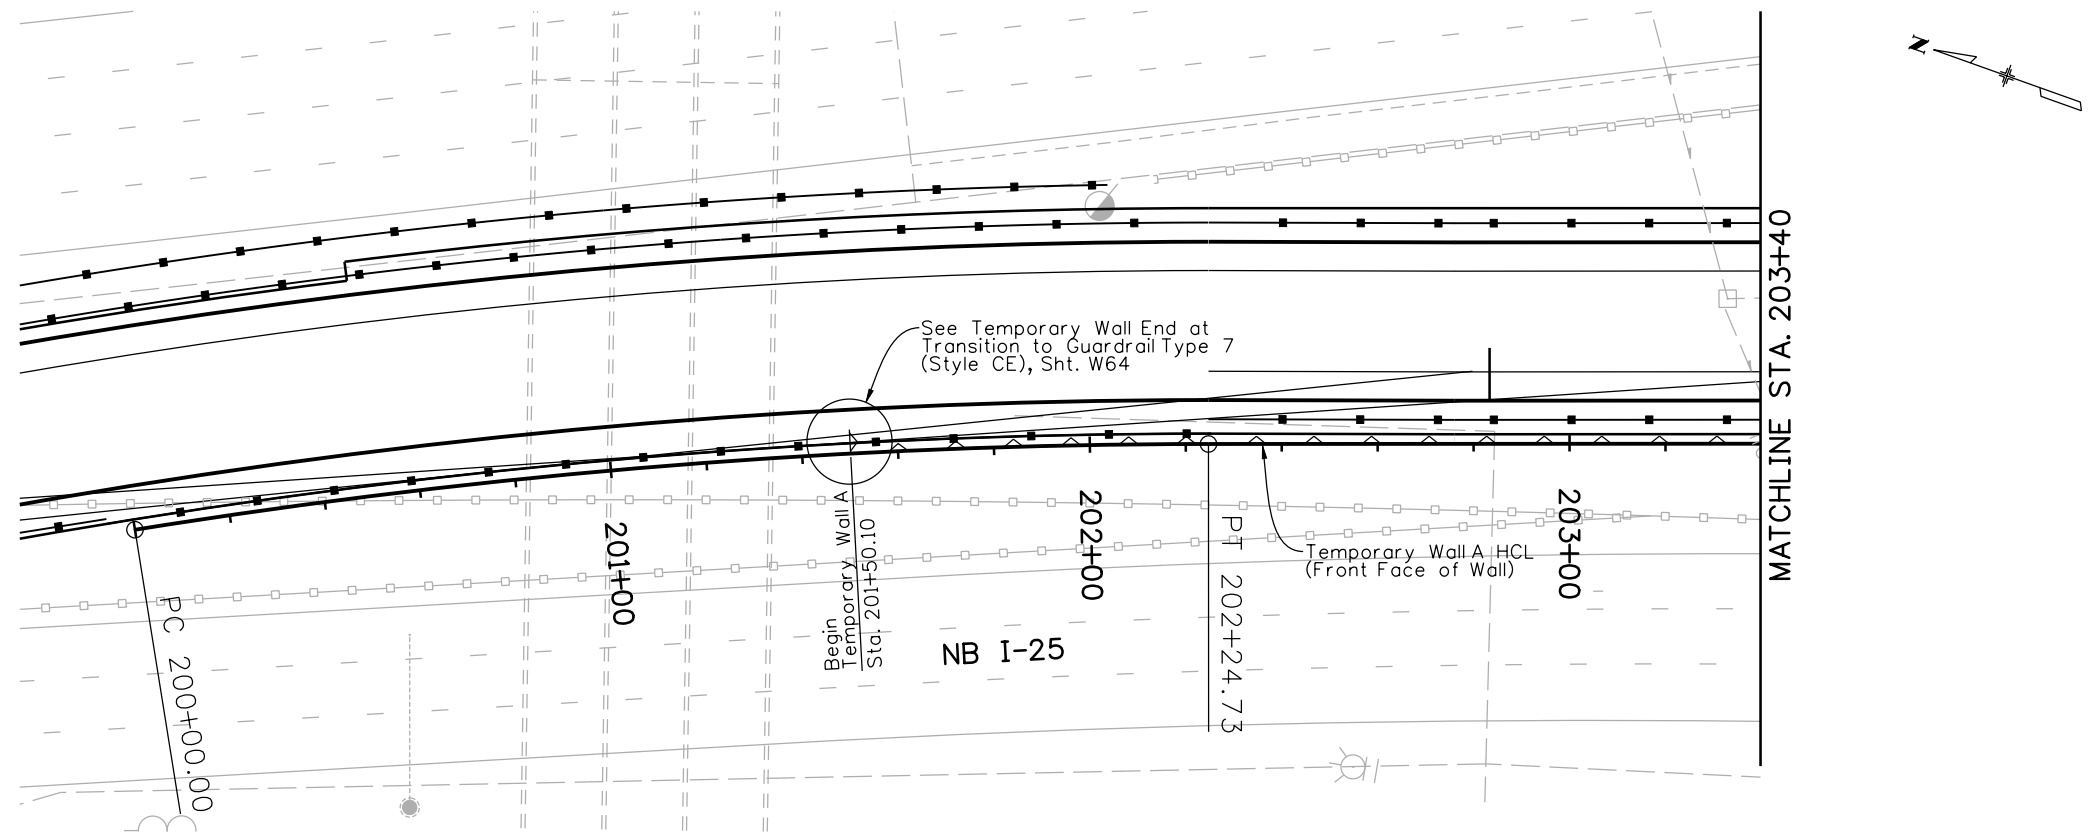 N
See Temporary Wall End at
Transition to Guardrail Type 7
(Style CE), Sht. W64
MATCHLINE STA. 203+40
201+00
202+00
203+00
Begin
Temporary Wall A
Sta. 201+50.10
Temporary Wall A HCL
(Front Face of Wall)
PC 200+00.00
PT 202+24.73
NB I-25